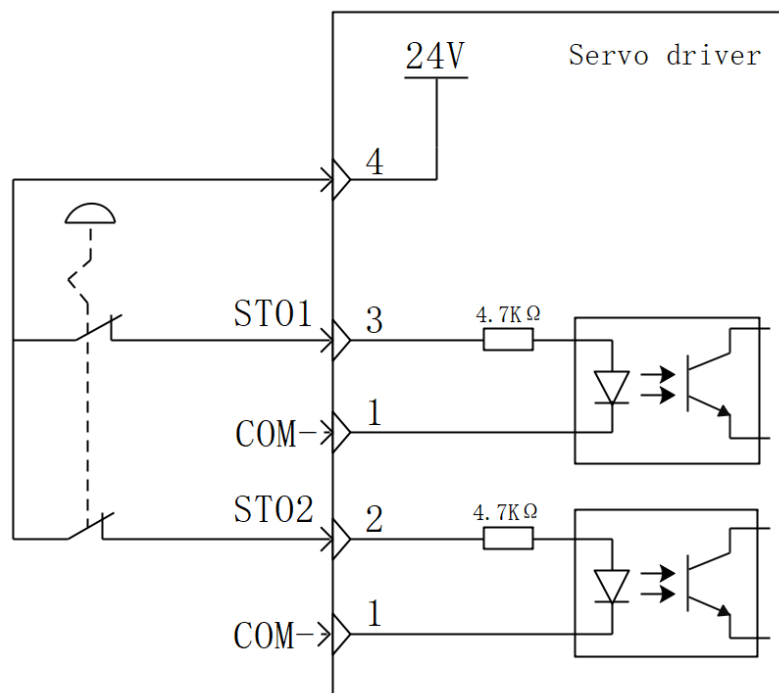 24V
Servo driver
4
STO1
3
4.7KΩ
COM-
1
STO2
2
4.7KΩ
COM-
1